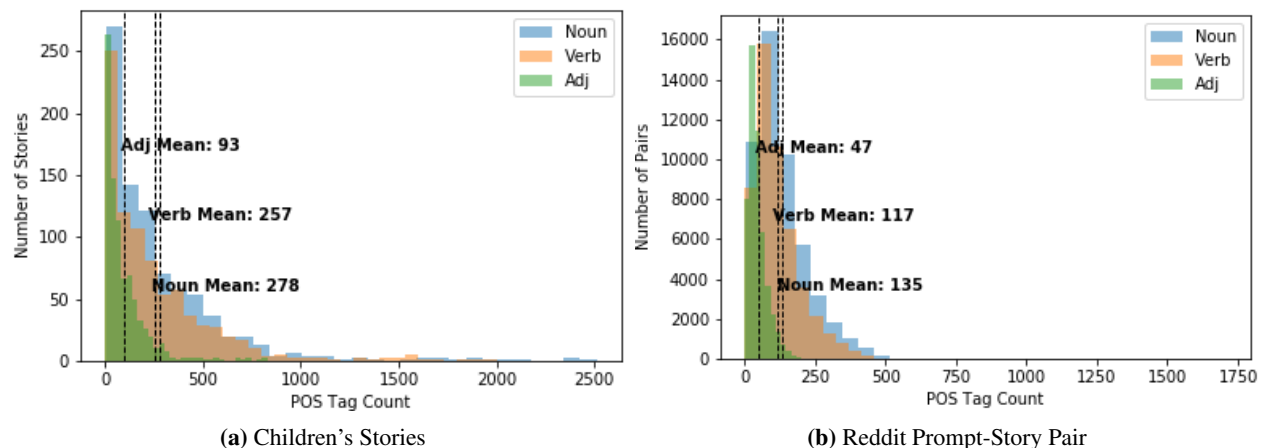 Noun
Verb
Adj
250
200
150
100
50
0
Number of Stories
Adj Mean: 93
Verb Mean: 257
Noun Mean: 278
0 500 1000 1500 2000 2500
POS Tag Count
(a) Children's Stories
Noun
Verb
Adj
16000
14000
12000
10000
8000
6000
4000
2000
0
Number of Pairs
Adj Mean: 47
Verb Mean: 117
Noun Mean: 135
0 250 500 750 1000 1250 1500 1750
POS Tag Count
(b) Reddit Prompt-Story Pair